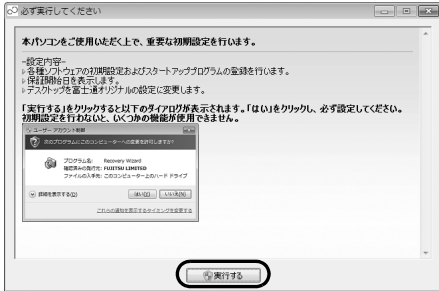 必ず実行してください
本パソコンをご使用いただく上で、重要な初期設定を行います。
-設定内容-
▷各種ソフトウェアの初期設定およびスタートアッププログラムの登録を行います。
▷保証開始日を表示します。
▷デスクトップを富士通オリジナルの設定に変更します。
「実行する」をクリックすると以下のダイアログが表示されます。「はい」をクリックし、必ず設定してください。
初期設定を行わないと、いくつかの機能が使用できません。
ユーザー アカウント制御
次のプログラムにこのコンピューターへの変更を許可しますか?
プログラム名: Recovery Wizard
確認済みの発行元: FUJITSU LIMITED
ファイルの入手先: このコンピューター上のハード ドライブ
詳細を表示する(D) はい(Y) いいえ(N)
これらの通知を表示するタイミングを変更する
実行する